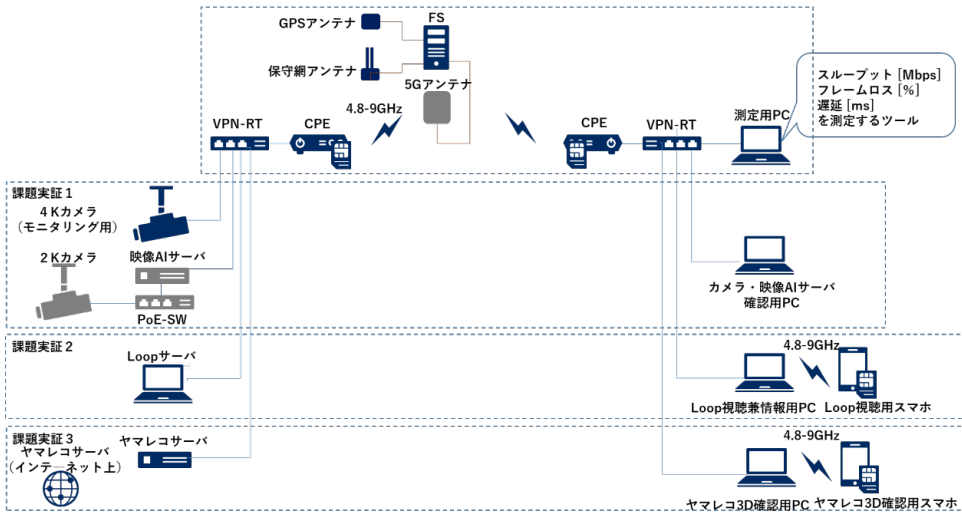 GPSアンテナ
FS
保守網アンテナ
5Gアンテナ
4.8-9GHz
スループット [Mbps]
フレームロス [%]
遅延 [ms]
を測定するツール
VPN-RT
CPE
CPE
VPN-RT
測定用PC
課題実証1
4Kカメラ
(モニタリング用)
2Kカメラ
映像AIサーバ
PoE-SW
カメラ・映像AIサーバ
確認用PC
課題実証2
Loopサーバ
4.8-9GHz
Loop視聴兼情報用PC
Loop視聴用スマホ
課題実証3
ヤマレコサーバ
(インテーネット上)
ヤマレコサーバ
4.8-9GHz
ヤマレコ3D確認用PC
ヤマレコ3D確認用スマホ